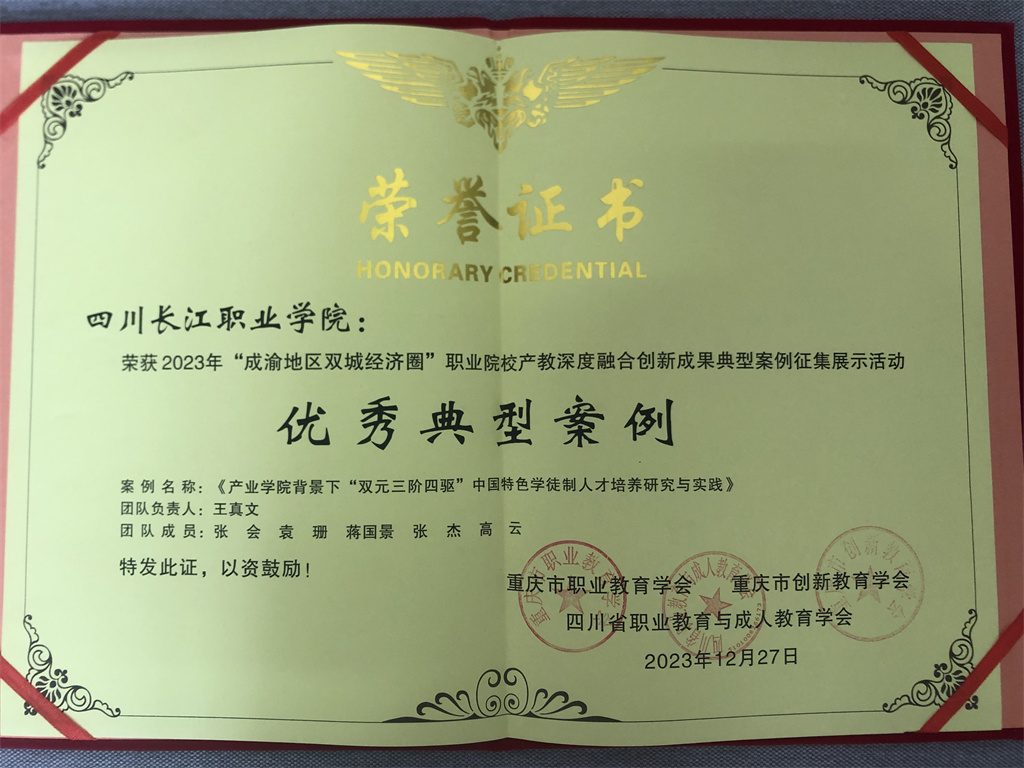 荣誉证书
HONORARY CREDENTIAL
四川长江职业学院：
荣获2023年“成渝地区双城经济圈”职业院校产教深度融合创新成果典型案例征集展示活动
优秀典型案例
案例名称：《产业学院背景下“双元三阶四驱”中国特色学徒制人才培养研究与实践》
团队负责人：王真文
团队成员：张会 袁珊 蒋国景 张杰 高云
特发此证，以资鼓励！
重庆市职业教育学会 重庆市创新教育学会
四川省职业教育与成人教育学会
2023年12月27日